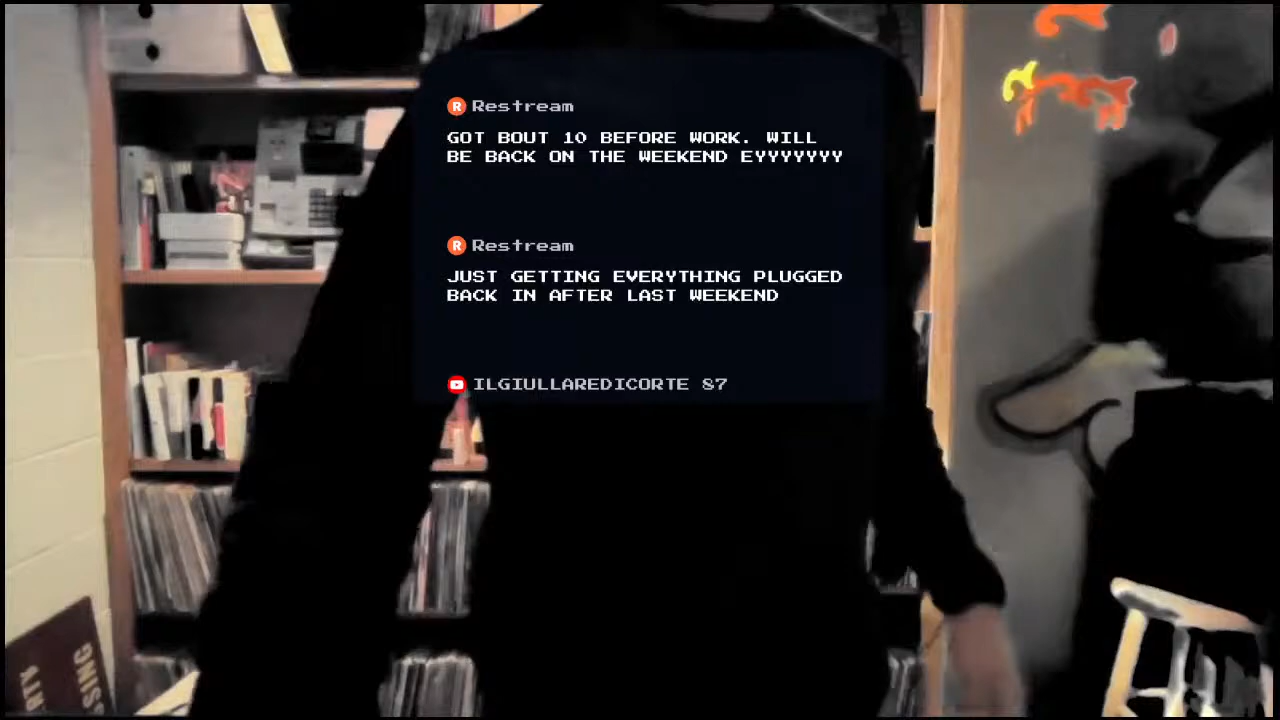 Restream
GOT BOUT 10 BEFORE WORK. WILL
BE BACK ON THE WEEKEND EYYYYYYY
Restream
JUST GETTING EVERYTHING PLUGGED
BACK IN AFTER LAST WEEKEND
ILGIULLAREDICORTE 87